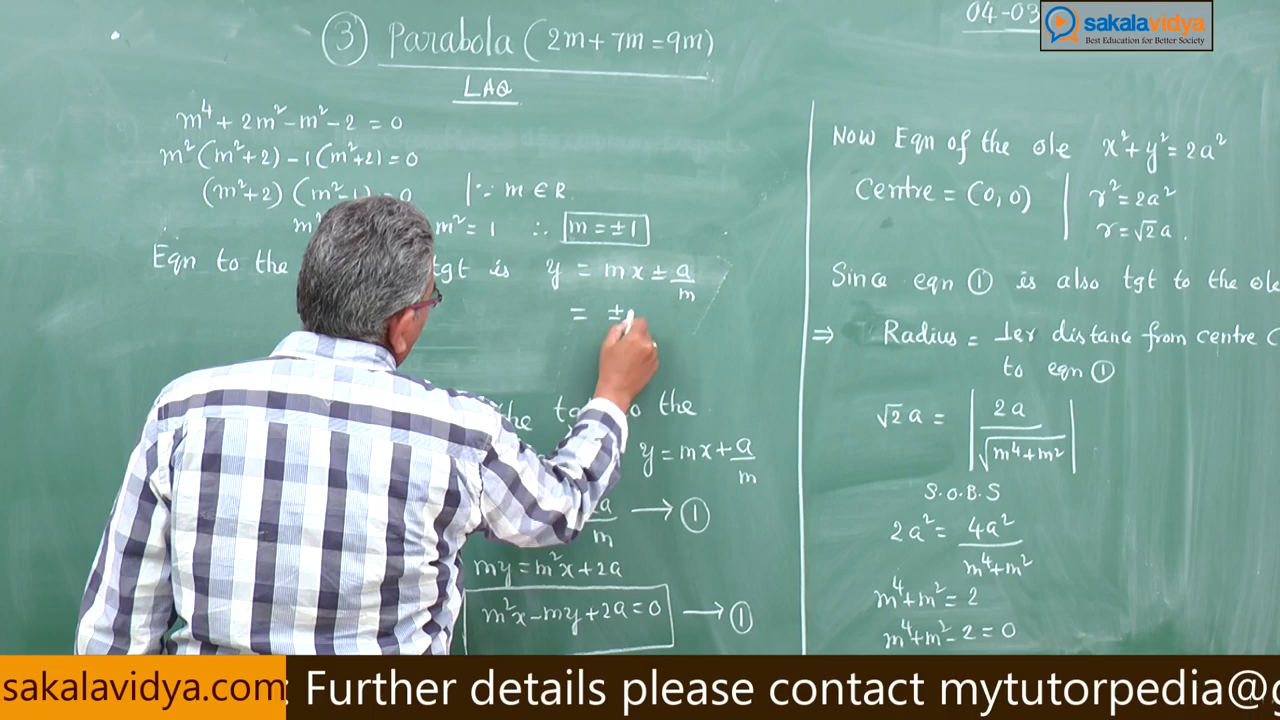 04-03
sakalavidya
Best Education for Better Society
③ Parabola (2m + 7m = 9m)
LAQ
m⁴ + 2m² - m² - 2 = 0
m²(m²+2) - 1(m²+2) = 0
(m²+2) (m²-1) = 0 | ∵ m ∈ R.
m² m² = 1 ∴ m = ±1
Eqn to the tgt is y = mx ± a/m
= ±
the to the
y = mx + a/m
a/m → ①
my = m²x + 2a
m²x - my + 2a = 0 → ①
Now Eqn of the ole x² + y² = 2a²
Centre = (0, 0) | r² = 2a²
r = √2 a.
Since eqn ① is also tgt to the ole
⇒ Radius = ⊥er distance from centre C
to eqn ①
√2 a = | 2a / √(m⁴+m²) |
S.O.B.S
2a² = 4a² / (m⁴+m²)
m⁴+m² = 2
m⁴+m² - 2 = 0
sakalavidya.com : Further details please contact mytutorpedia@g